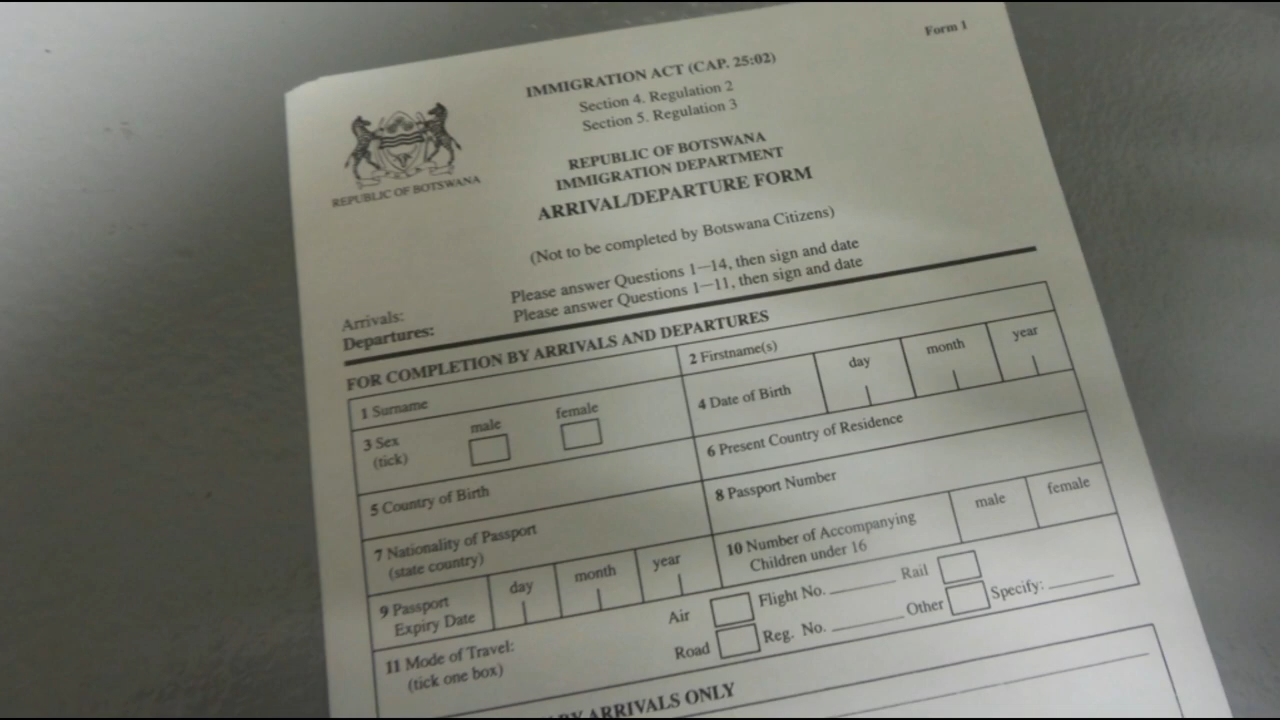 Form 1
IMMIGRATION ACT (CAP. 25:02)
Section 4. Regulation 2
Section 5. Regulation 3
REPUBLIC OF BOTSWANA
REPUBLIC OF BOTSWANA
IMMIGRATION DEPARTMENT
ARRIVAL/DEPARTURE FORM
(Not to be completed by Botswana Citizens)
Arrivals: Please answer Questions 1—14, then sign and date
Departures: Please answer Questions 1—11, then sign and date
FOR COMPLETION BY ARRIVALS AND DEPARTURES
1 Surname
2 Firstname(s)
3 Sex male female
(tick)
4 Date of Birth day month year
5 Country of Birth
6 Present Country of Residence
7 Nationality of Passport
(state country)
8 Passport Number
9 Passport day month year
Expiry Date
10 Number of Accompanying male female
Children under 16
11 Mode of Travel: Air Flight No. Rail
(tick one box) Road Reg. No. Other Specify:
BY ARRIVALS ONLY